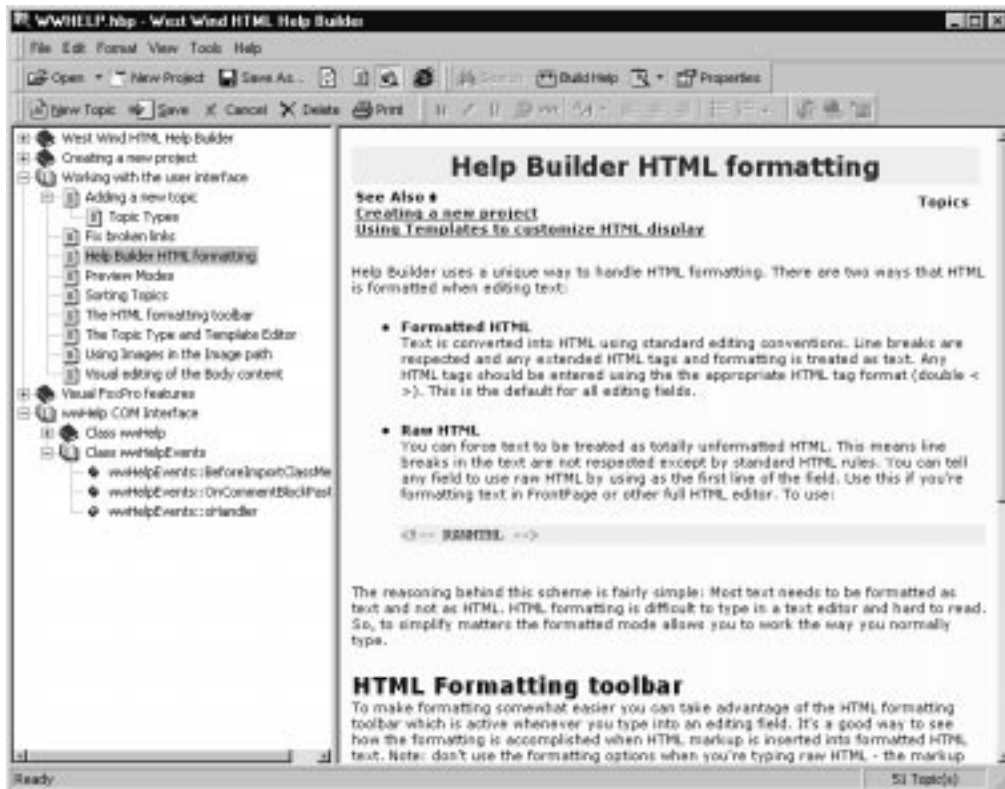 WWHELP.hbp - West Wind HTML Help Builder
File Edit Format View Tools Help
Open New Project Save As... Build Help Properties
New Topic Save Cancel Delete Print
West Wind HTML Help Builder
Creating a new project
Working with the user interface
Adding a new topic
Topic Types
Fix broken links
Help Builder HTML formatting
Preview Modes
Sorting Topics
The HTML formatting toolbar
The Topic Type and Template Editor
Using Images in the Image path
Visual editing of the Body content
Visual FoxPro features
wwHelp COM Interface
Class wwHelp
Class wwHelpEvents
wwHelpEvents::BeforeImportClassMe
wwHelpEvents::OnCommentBlockPast
wwHelpEvents::oHandler
Help Builder HTML formatting
See Also Topics
Creating a new project
Using Templates to customize HTML display
Help Builder uses a unique way to handle HTML formatting. There are two ways that HTML
is formatted when editing text:
• Formatted HTML
Text is converted into HTML using standard editing conventions. Line breaks are
respected and any extended HTML tags and formatting is treated as text. Any
HTML tags should be entered using the the appropriate HTML tag format (double <
>). This is the default for all editing fields.
• Raw HTML
You can force text to be treated as totally unformatted HTML. This means line
breaks in the text are not respected except by standard HTML rules. You can tell
any field to use raw HTML by using as the first line of the field. Use this if you're
formatting text in FrontPage or other full HTML editor. To use:
<!-- RAWHTML -->
The reasoning behind this scheme is fairly simple: Most text needs to be formatted as
text and not as HTML. HTML formatting is difficult to type in a text editor and hard to read.
So, to simplify matters the formatted mode allows you to work the way you normally
type.
HTML Formatting toolbar
To make formatting somewhat easier you can take advantage of the HTML formatting
toolbar which is active whenever you type into an editing field. It's a good way to see
how the formatting is accomplished when HTML markup is inserted into formatted HTML
text. Note: don't use the formatting options when you're typing raw HTML - the markup
Ready
51 Topic(s)